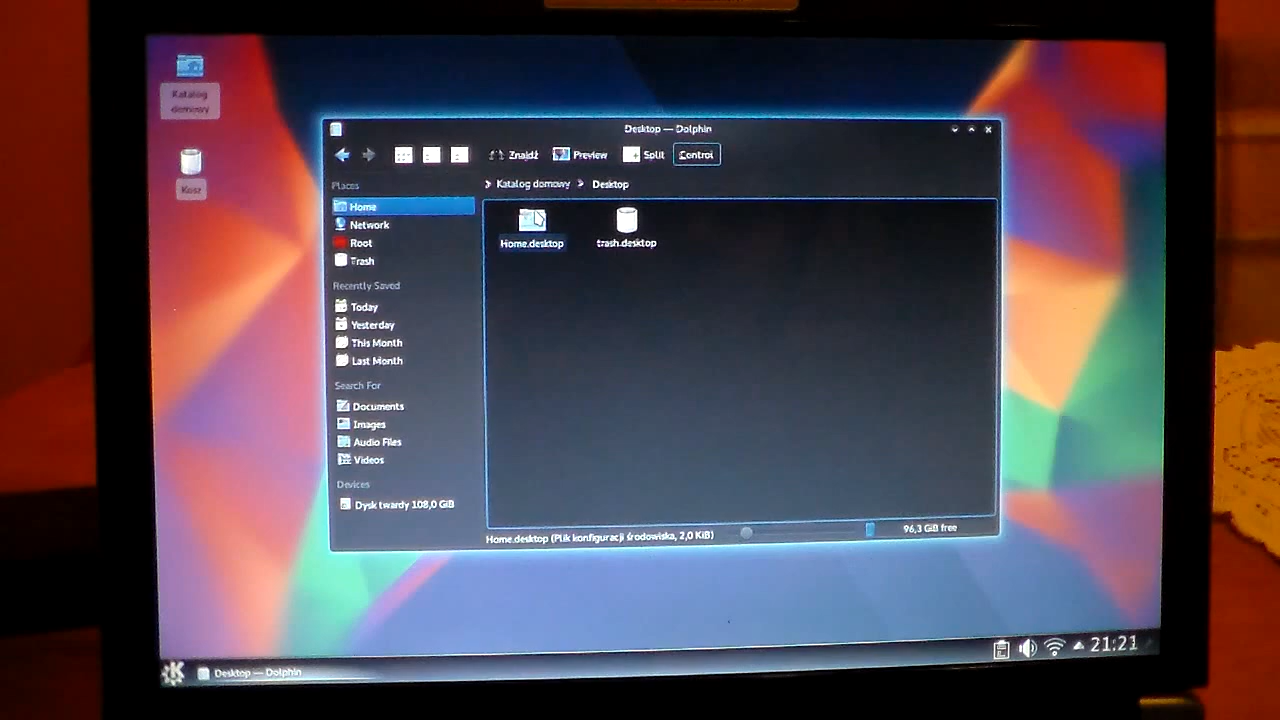 Katalog
domowy
Kosz
Desktop — Dolphin
Znajdź Preview Split Control
Places
Katalog domowy > Desktop
Home
Network
Root
Trash
Home.desktop trash.desktop
Recently Saved
Today
Yesterday
This Month
Last Month
Search For
Documents
Images
Audio Files
Videos
Devices
Dysk twardy 108,0 GiB
Home.desktop (Plik konfiguracji środowiska, 2,0 KiB) 96,3 GiB free
Desktop — Dolphin
21:21